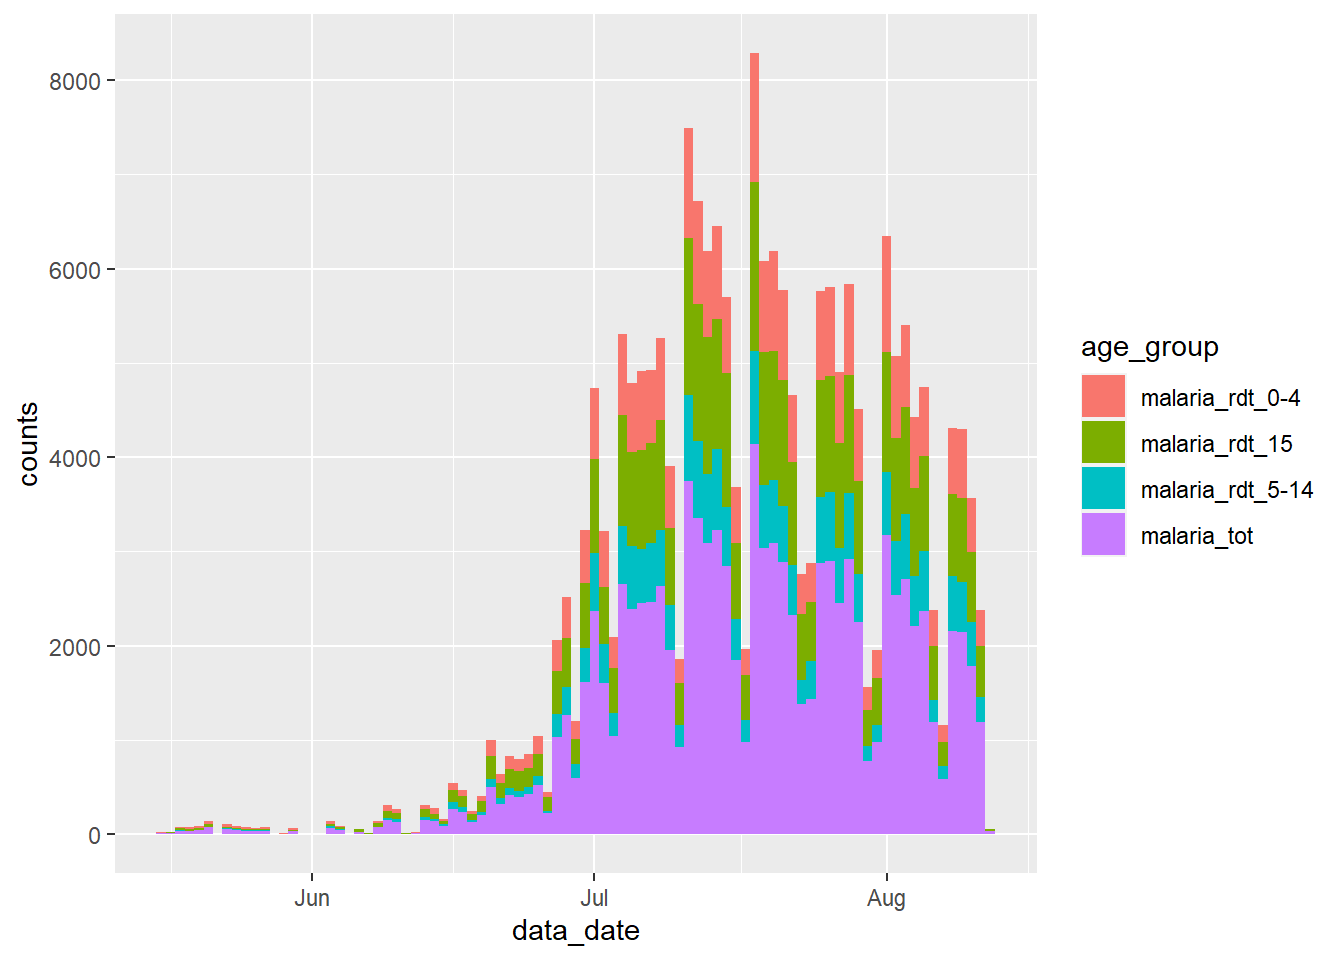 8000
6000
4000
2000
0
counts
Jun
Jul
Aug
data_date
age_group
malaria_rdt_0-4
malaria_rdt_15
malaria_rdt_5-14
malaria_tot